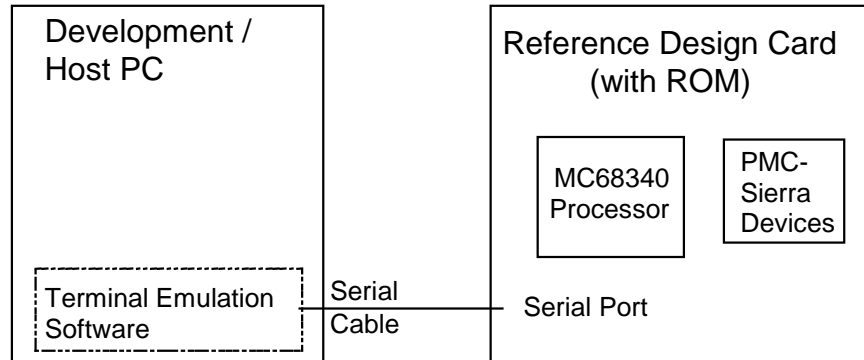 Development /
Host PC
Terminal Emulation
Software
Serial
Cable
Reference Design Card
(with ROM)
MC68340
Processor
PMC-
Sierra
Devices
Serial Port